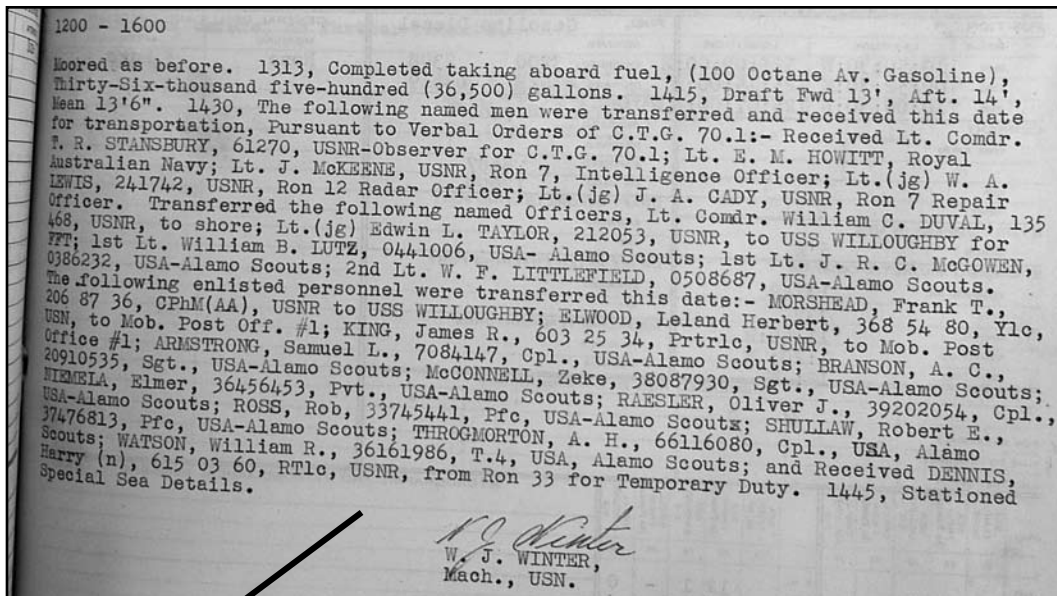 1200 - 1600
Moored as before. 1313, Completed taking aboard fuel, (100 Octane Av. Gasoline),
Thirty-Six-thousand five-hundred (36,500) gallons. 1415, Draft Fwd 13', Aft. 14',
Mean 13'6". 1430, The following named men were transferred and received this date
for transportation, Pursuant to Verbal Orders of C.T.G. 70.1:- Received Lt. Comdr.
R. STANSBURY, 61270, USNR-Observer for C.T.G. 70.1; Lt. E. M. HOWITT, Royal
Australian Navy; Lt. J. McKEENE, USNR, Ron 7, Intelligence Officer; Lt.(jg) W. A.
LEWIS, 241742, USNR, Ron 12 Radar Officer; Lt.(jg) J. A. CADY, USNR, Ron 7 Repair
Officer. Transferred the following named Officers, Lt. Comdr. William C. DUVAL, 135
468, USNR, to shore; Lt.(jg) Edwin L. TAYLOR, 212053, USNR, to USS WILLOUGHBY for
FFT; 1st Lt. William B. LUTZ, 0441006, USA- Alamo Scouts; 1st Lt. J. R. C. McGOWEN,
0386232, USA-Alamo Scouts; 2nd Lt. W. F. LITTLEFIELD, 0508687, USA-Alamo Scouts.
The following enlisted personnel were transferred this date:- MORSHEAD, Frank T.,
206 87 36, CPhM(AA), USNR to USS WILLOUGHBY; ELWOOD, Leland Herbert, 368 54 80, Y1c,
USN, to Mob. Post Off. #1; KING, James R., 603 25 34, Prtr1c, USNR, to Mob. Post
Office #1; ARMSTRONG, Samuel L., 7084147, Cpl., USA-Alamo Scouts; BRANSON, A. C.,
20910535, Sgt., USA-Alamo Scouts; McCONNELL, Zeke, 38087930, Sgt., USA-Alamo Scouts;
NIEMELA, Elmer, 36456453, Pvt., USA-Alamo Scouts; RAESLER, Oliver J., 39202054, Cpl.,
USA-Alamo Scouts; ROSS, Rob, 33745441, Pfc, USA-Alamo Scouts; SHULLAW, Robert E.,
37476813, Pfc, USA-Alamo Scouts; THROGMORTON, A. H., 66116080, Cpl., USA, Alamo
Scouts; WATSON, William R., 36161986, T.4, USA, Alamo Scouts; and Received DENNIS,
Harry (n), 615 03 60, RT1c, USNR, from Ron 33 for Temporary Duty. 1445, Stationed
Special Sea Details.
W. J. Winter
W. J. WINTER,
Mach., USN.